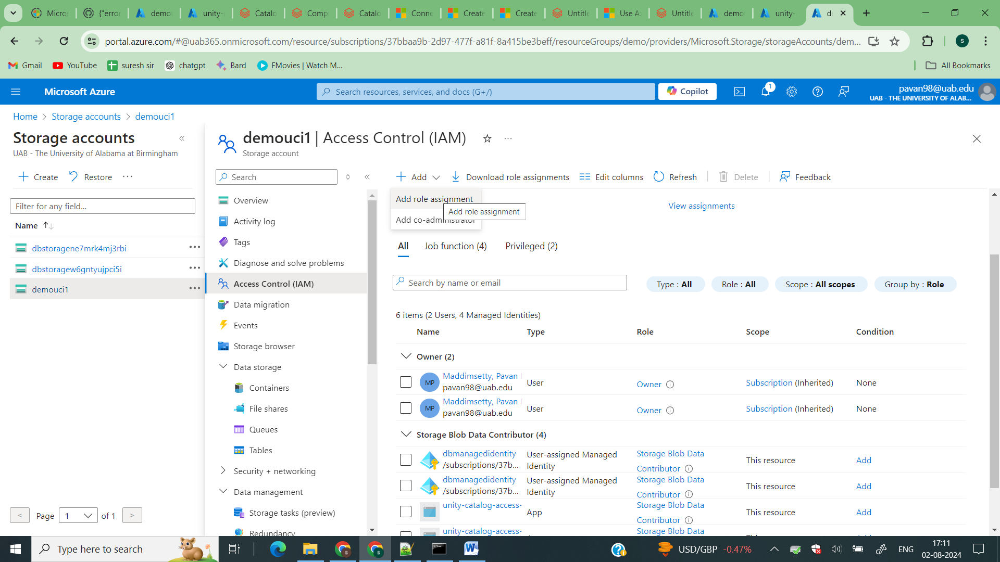 Micros
{"error
demou
unity-
Catalo
Compu
Catalo
Conne
Create
Create
Untitle
Use Az
Untitle
demo
unity-
de
portal.azure.com/#@uab365.onmicrosoft.com/resource/subscriptions/37bbaa9b-2d97-477f-a81f-8a415be3beff/resourceGroups/demo/providers/Microsoft.Storage/storageAccounts/dem...
s
Gmail
YouTube
suresh sir
chatgpt
Bard
FMovies | Watch M...
All Bookmarks
Microsoft Azure
Search resources, services, and docs (G+/)
Copilot
1
pavan98@uab.edu
UAB - THE UNIVERSITY OF ALAB...
Home > Storage accounts > demouci1
Storage accounts
UAB - The University of Alabama at Birmingham
Create
Restore
Filter for any field...
Name
dbstoragene7mrk4mj3rbi
dbstoragew6gntyujpci5i
demouci1
< Page 1 of 1 >
demouci1 | Access Control (IAM)
Storage account
Search
Overview
Activity log
Tags
Diagnose and solve problems
Access Control (IAM)
Data migration
Events
Storage browser
Data storage
Containers
File shares
Queues
Tables
Security + networking
Data management
Storage tasks (preview)
Redundancy
Add
Download role assignments
Edit columns
Refresh
Delete
Feedback
Add role assignment
Add role assignment
Add co-administrator
View assignments
All
Job function (4)
Privileged (2)
Search by name or email
Type : All
Role : All
Scope : All scopes
Group by : Role
6 items (2 Users, 4 Managed Identities)
Name Type Role Scope Condition
Owner (2)
MP Maddimsetty, Pavan
pavan98@uab.edu
User Owner Subscription (Inherited) None
MP Maddimsetty, Pavan
pavan98@uab.edu
User Owner Subscription (Inherited) None
Storage Blob Data Contributor (4)
dbmanagedidentity
/subscriptions/37b...
User-assigned Managed Identity
Storage Blob Data Contributor
This resource
Add
dbmanagedidentity
/subscriptions/37b...
User-assigned Managed Identity
Storage Blob Data Contributor
This resource
Add
unity-catalog-access-
App
Storage Blob Data Contributor
This resource
Add
unity-catalog-access-
Storage Blob Data
Type here to search
USD/GBP -0.47%
ENG
17:11
02-08-2024